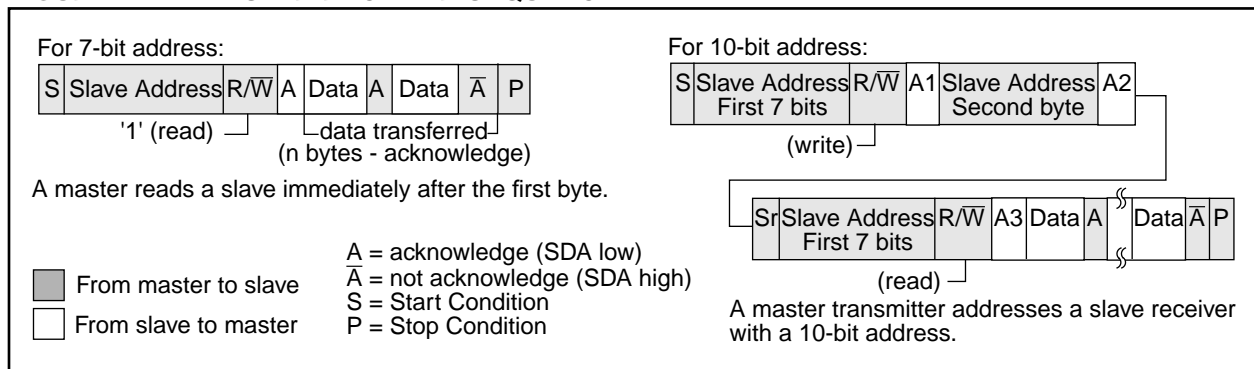 For 7-bit address:
S Slave Address R/W̅ A Data A Data A̅ P
'1' (read) data transferred
(n bytes - acknowledge)
A master reads a slave immediately after the first byte.
From master to slave
From slave to master
A = acknowledge (SDA low)
A̅ = not acknowledge (SDA high)
S = Start Condition
P = Stop Condition
For 10-bit address:
S Slave Address First 7 bits R/W̅ A1 Slave Address Second byte A2
(write)
Sr Slave Address First 7 bits R/W̅ A3 Data A Data A̅ P
(read)
A master transmitter addresses a slave receiver
with a 10-bit address.